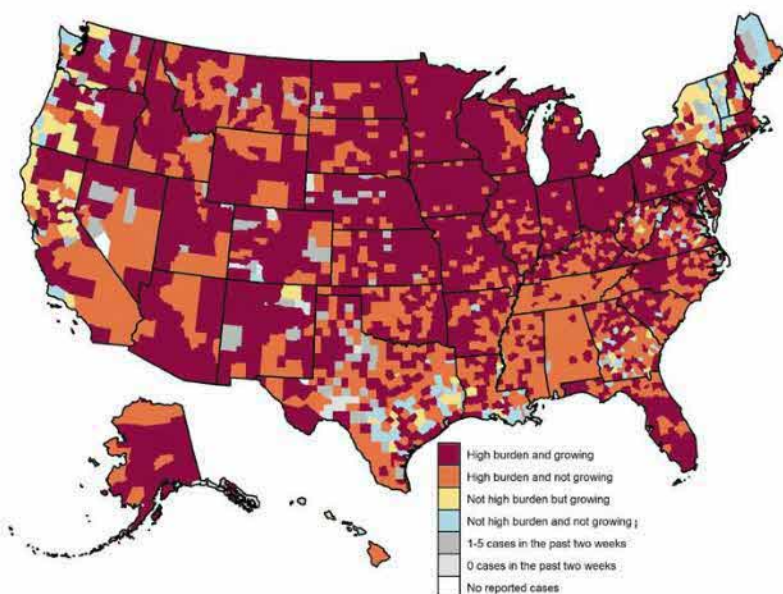 High burden and growing
High burden and not growing
Not high burden but growing
Not high burden and not growing
1-5 cases in the past two weeks
0 cases in the past two weeks
No reported cases